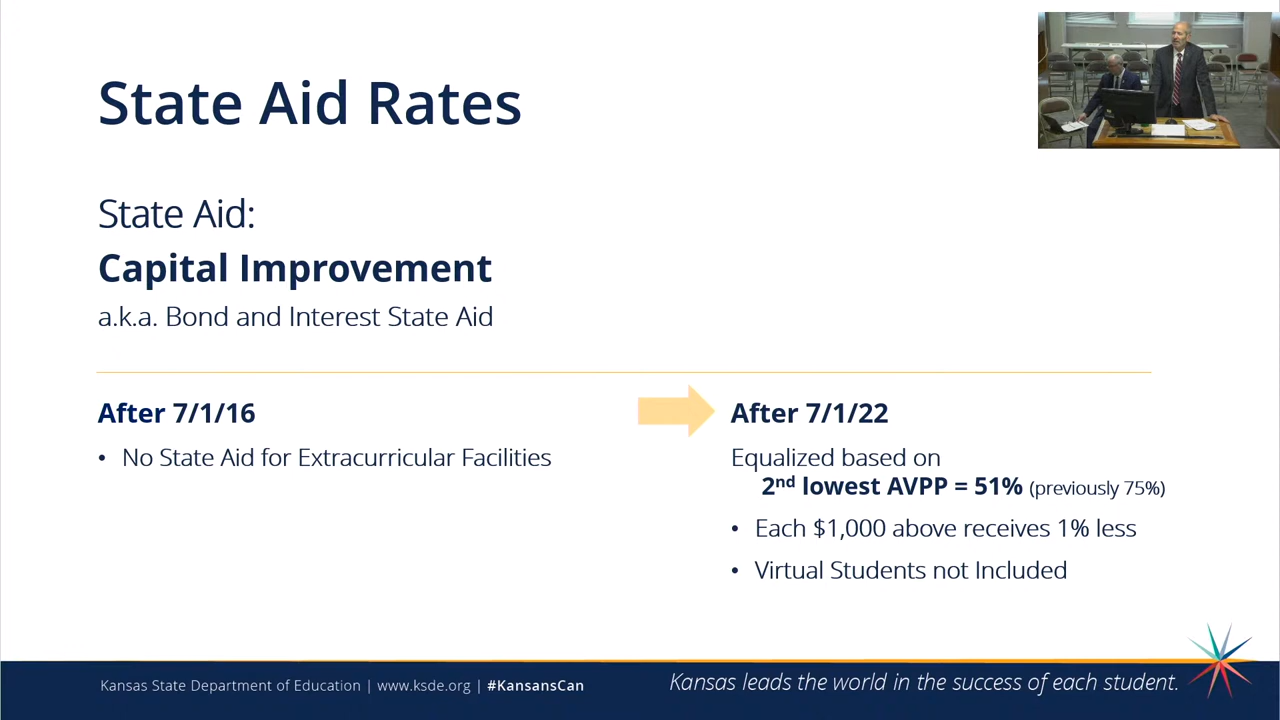 State Aid Rates
State Aid:
Capital Improvement
a.k.a. Bond and Interest State Aid
After 7/1/16
• No State Aid for Extracurricular Facilities
After 7/1/22
Equalized based on
2nd lowest AVPP = 51% (previously 75%)
• Each $1,000 above receives 1% less
• Virtual Students not Included
Kansas State Department of Education | www.ksde.org | #KansansCan
Kansas leads the world in the success of each student.